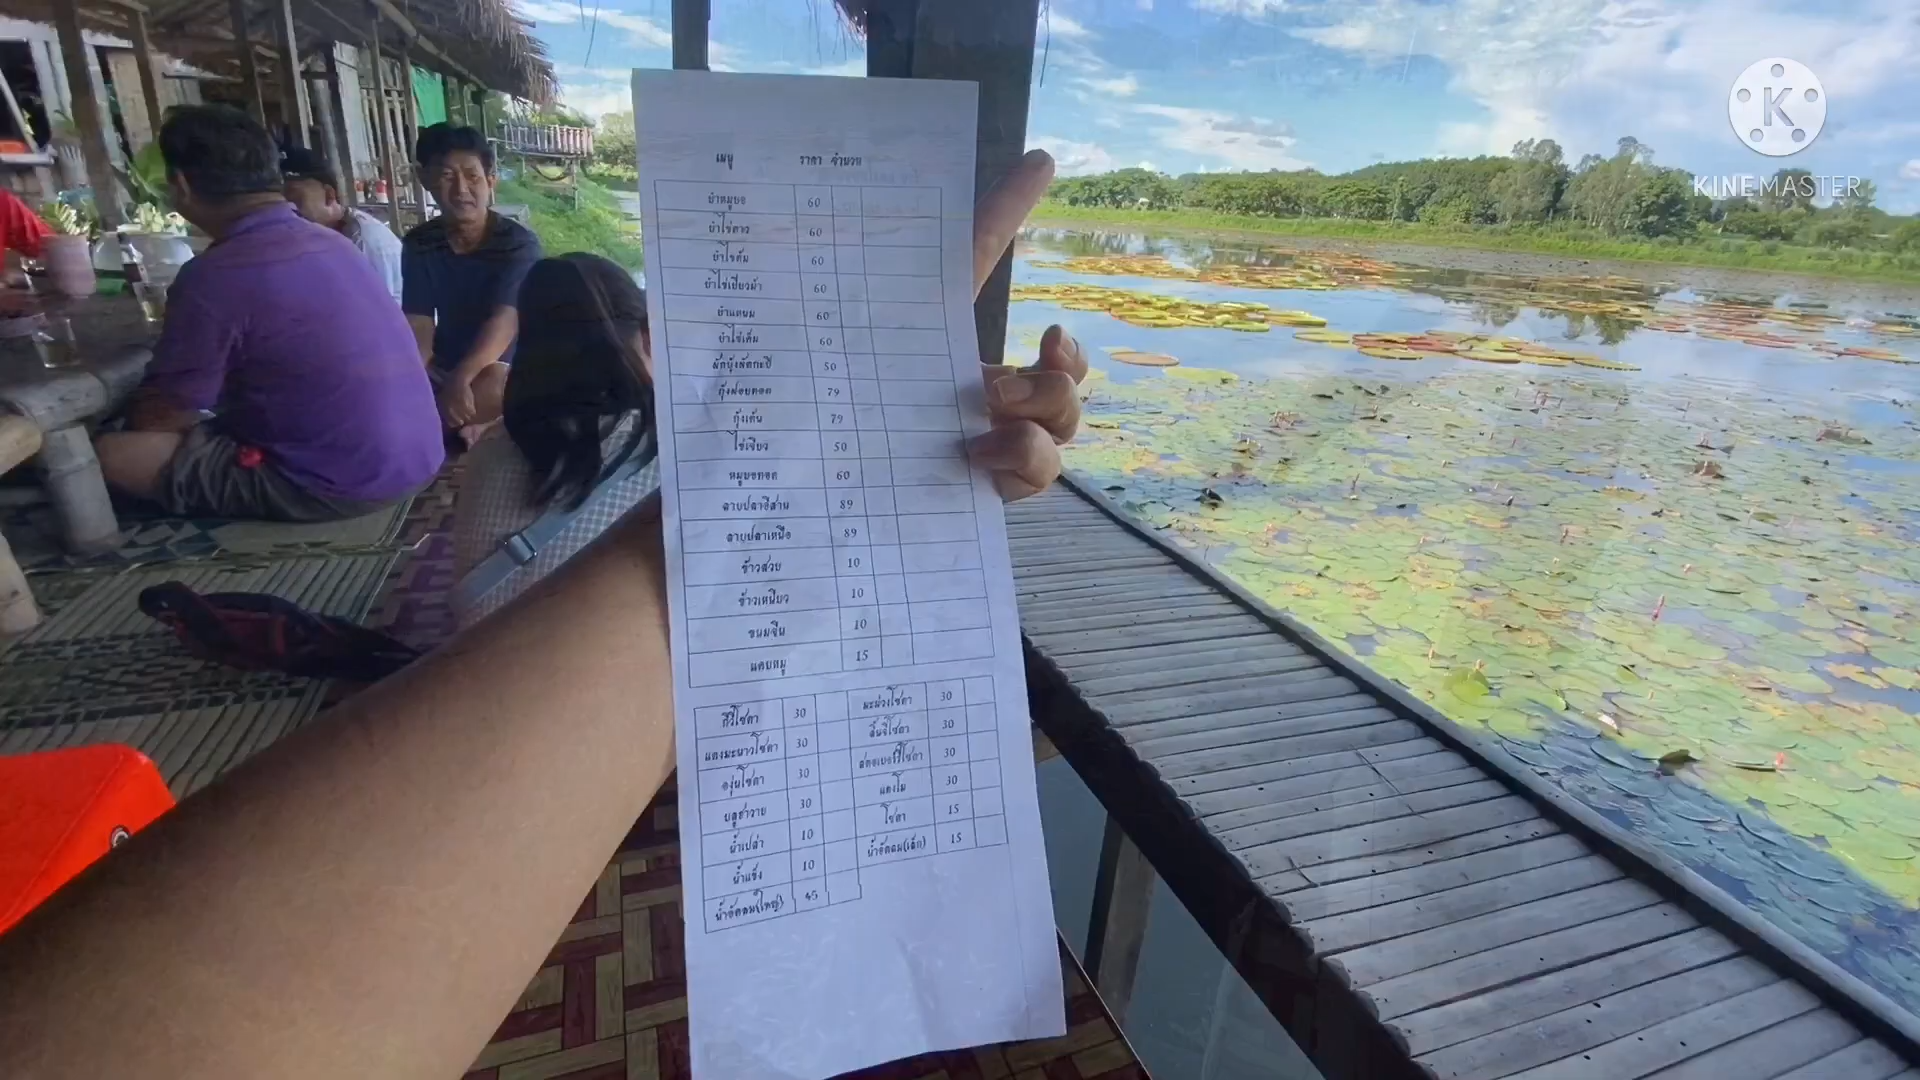 เมนู ราคา จำนวน
ยำหมูยอ 60
ยำไข่ดาว 60
ยำไข่ต้ม 60
ยำไข่เยี่ยวม้า 60
ยำแหนม 60
ยำไข่เค็ม 60
ผักบุ้งผัดกะปิ 50
กุ้งฝอยทอด 79
กุ้งเต้น 79
ไข่เจียว 50
หมูยอทอด 60
ลาบปลาอีสาน 89
ลาบปลาเหนือ 89
ข้าวสวย 10
ข้าวเหนียว 10
ขนมจีน 10
แคบหมู 15
กีวี่โซดา 30 มะม่วงโซดา 30
แดงมะนาวโซดา 30 ลิ้นจี่โซดา 30
องุ่นโซดา 30 สตอเบอร์รี่โซดา 30
บลูฮาวาย 30 แตงโม 30
น้ำเปล่า 10 โซดา 15
น้ำแข็ง 10 น้ำอัดลม(เล็ก) 15
น้ำอัดลม(ใหญ่) 45
K
KINEMASTER